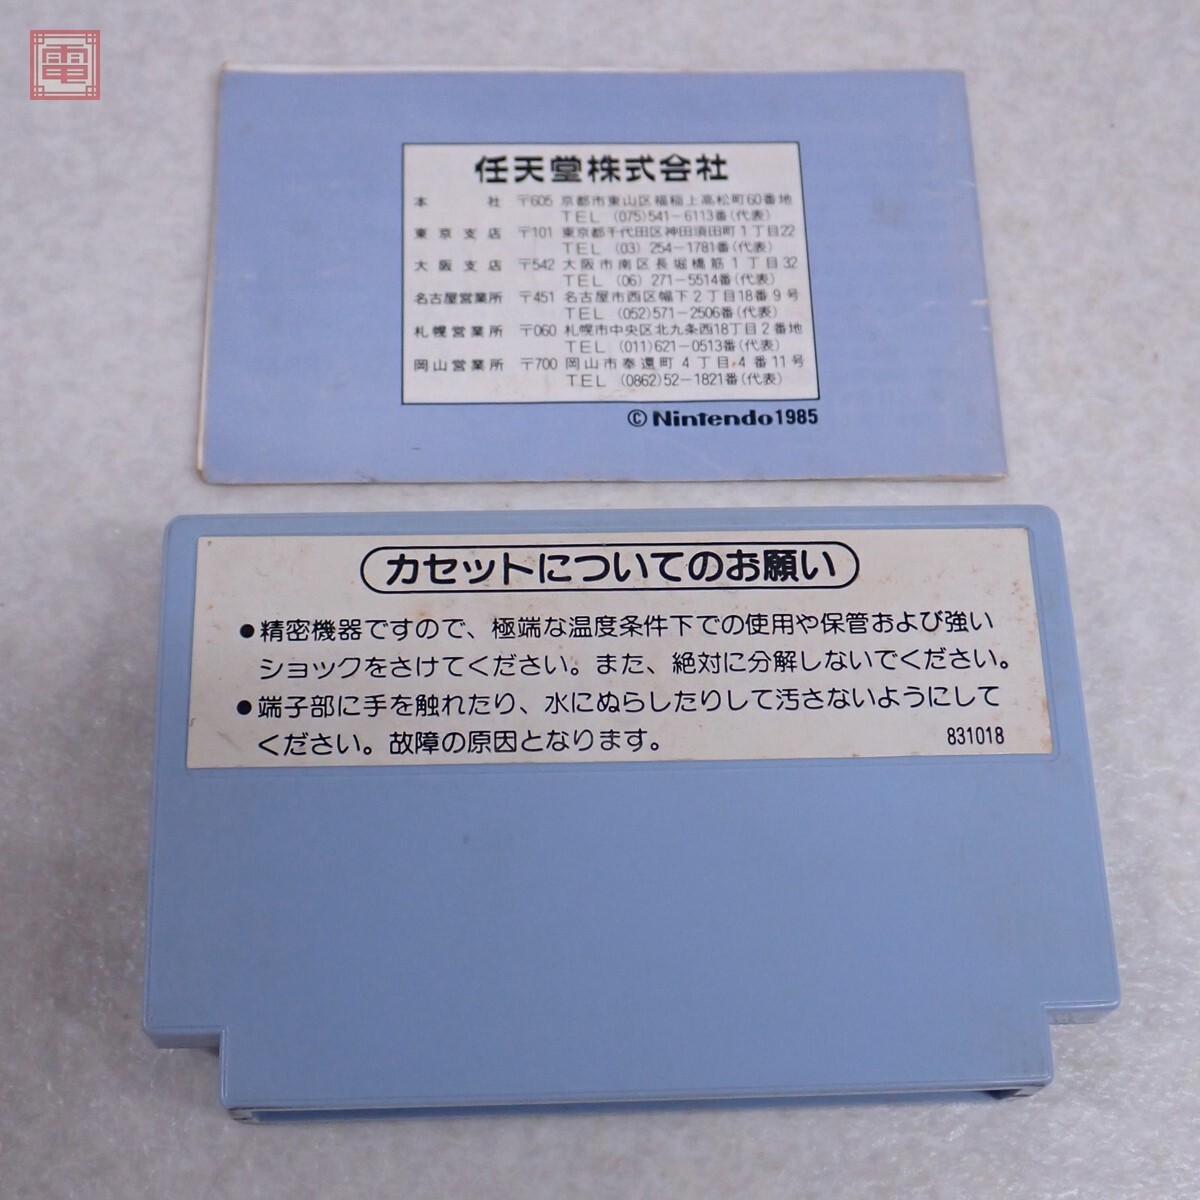 電
任天堂株式会社
本社 〒605 京都市東山区福稲上高松町60番地
TEL (075)541-6113番(代表)
東京支店 〒101 東京都千代田区神田須田町1丁目22
TEL (03) 254-1781番(代表)
大阪支店 〒542 大阪市南区長堀橋筋1丁目32
TEL (06) 271-5514番(代表)
名古屋営業所 〒451 名古屋市西区幅下2丁目18番9号
TEL (052)571-2506番(代表)
札幌営業所 〒060 札幌市中央区北九条西18丁目2番地
TEL (011)621-0513番(代表)
岡山営業所 〒700 岡山市奉還町4丁目4番11号
TEL (0862)52-1821番(代表)
©Nintendo1985
カセットについてのお願い
●精密機器ですので、極端な温度条件下での使用や保管および強い
ショックをさけてください。また、絶対に分解しないでください。
●端子部に手を触れたり、水にぬらしたりして汚さないようにして
ください。故障の原因となります。
831018